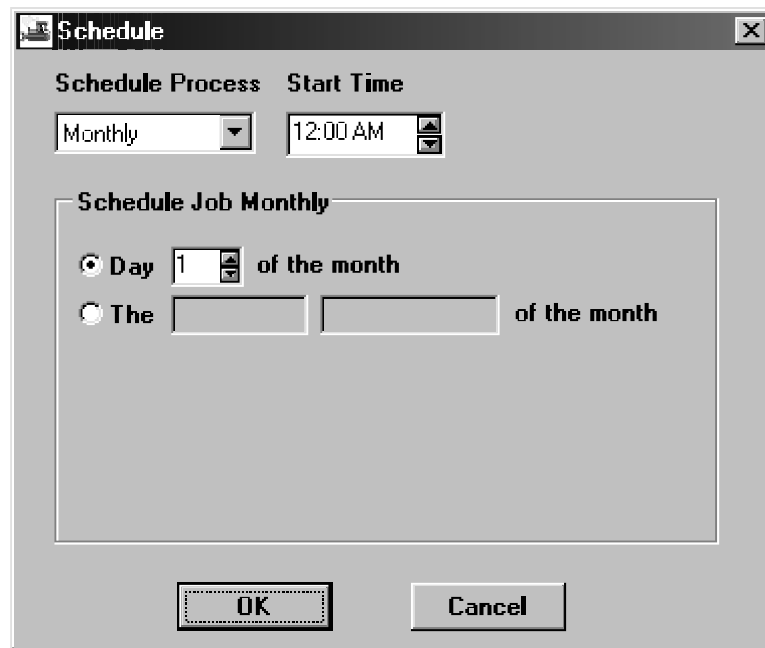 Schedule
Schedule Process Start Time
Monthly 12:00 AM
Schedule Job Monthly
Day 1 of the month
The of the month
OK Cancel